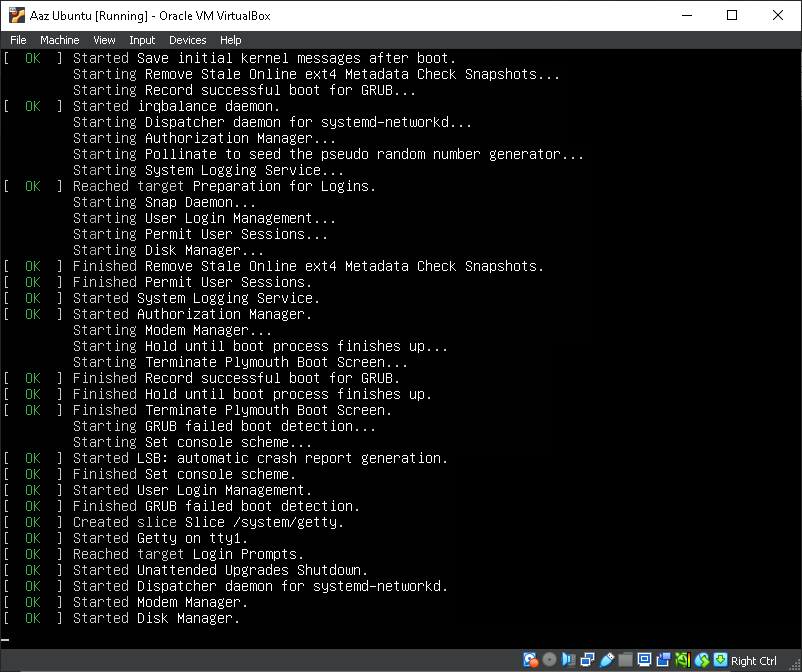 Aaz Ubuntu [Running] - Oracle VM VirtualBox
File Machine View Input Devices Help
[  OK  ] Started Save initial kernel messages after boot.
Starting Remove Stale Online ext4 Metadata Check Snapshots...
Starting Record successful boot for GRUB...
[  OK  ] Started irqbalance daemon.
Starting Dispatcher daemon for systemd-networkd...
Starting Authorization Manager...
Starting Pollinate to seed the pseudo random number generator...
Starting System Logging Service...
[  OK  ] Reached target Preparation for Logins.
Starting Snap Daemon...
Starting User Login Management...
Starting Permit User Sessions...
Starting Disk Manager...
[  OK  ] Finished Remove Stale Online ext4 Metadata Check Snapshots.
[  OK  ] Finished Permit User Sessions.
[  OK  ] Started System Logging Service.
[  OK  ] Started Authorization Manager.
Starting Modem Manager...
Starting Hold until boot process finishes up...
Starting Terminate Plymouth Boot Screen...
[  OK  ] Finished Record successful boot for GRUB.
[  OK  ] Finished Hold until boot process finishes up.
[  OK  ] Finished Terminate Plymouth Boot Screen.
Starting GRUB failed boot detection...
Starting Set console scheme...
[  OK  ] Started LSB: automatic crash report generation.
[  OK  ] Finished Set console scheme.
[  OK  ] Started User Login Management.
[  OK  ] Finished GRUB failed boot detection.
[  OK  ] Created slice Slice /system/getty.
[  OK  ] Started Getty on tty1.
[  OK  ] Reached target Login Prompts.
[  OK  ] Started Unattended Upgrades Shutdown.
[  OK  ] Started Dispatcher daemon for systemd-networkd.
[  OK  ] Started Modem Manager.
[  OK  ] Started Disk Manager.
Right Ctrl